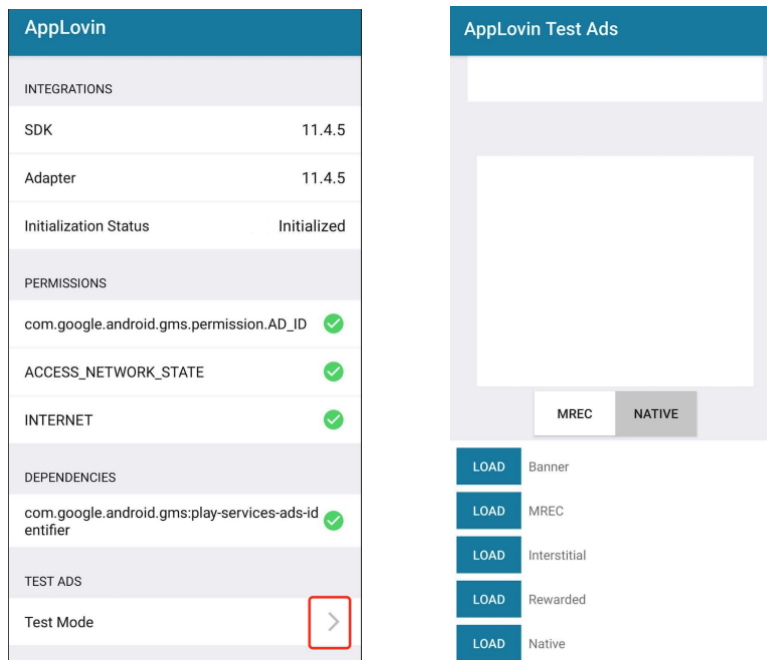 AppLovin
INTEGRATIONS
SDK 11.4.5
Adapter 11.4.5
Initialization Status Initialized
PERMISSIONS
com.google.android.gms.permission.AD_ID
ACCESS_NETWORK_STATE
INTERNET
DEPENDENCIES
com.google.android.gms:play-services-ads-id
entifier
TEST ADS
Test Mode
AppLovin Test Ads
MREC NATIVE
LOAD Banner
LOAD MREC
LOAD Interstitial
LOAD Rewarded
LOAD Native